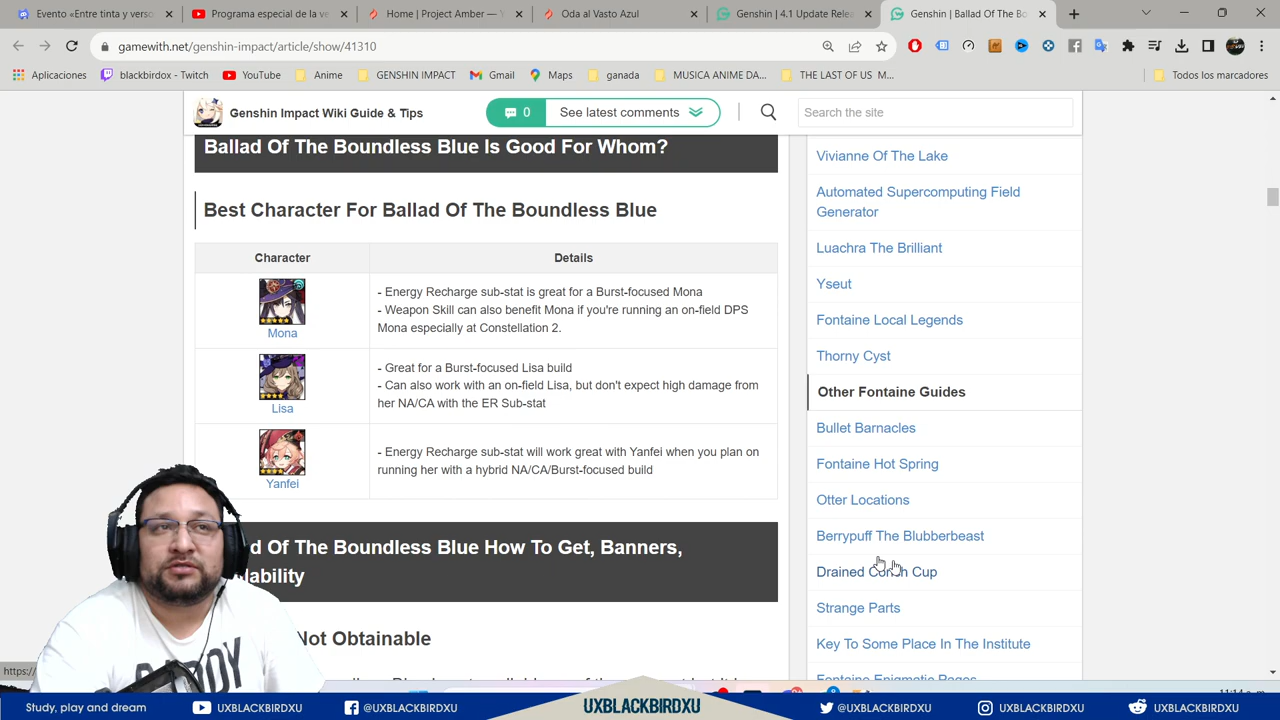 Evento «Entre tinta y verso
Programa especial de la ve
Home | Project Amber —
Oda al Vasto Azul
Genshin | 4.1 Update Relea
Genshin | Ballad Of The Bo
gamewith.net/genshin-impact/article/show/41310
Aplicaciones
blackbirdox - Twitch
YouTube
Anime
GENSHIN IMPACT
Gmail
Maps
ganada
MUSICA ANIME DA...
THE LAST OF US M...
Todos los marcadores
Genshin Impact Wiki Guide & Tips
0
See latest comments
Search the site
Ballad Of The Boundless Blue Is Good For Whom?
Best Character For Ballad Of The Boundless Blue
Character
Details
Mona
- Energy Recharge sub-stat is great for a Burst-focused Mona
- Weapon Skill can also benefit Mona if you're running an on-field DPS
Mona especially at Constellation 2.
Lisa
- Great for a Burst-focused Lisa build
- Can also work with an on-field Lisa, but don't expect high damage from
her NA/CA with the ER Sub-stat
Yanfei
- Energy Recharge sub-stat will work great with Yanfei when you plan on
running her with a hybrid NA/CA/Burst-focused build
d Of The Boundless Blue How To Get, Banners,
lability
Not Obtainable
Vivianne Of The Lake
Automated Supercomputing Field
Generator
Luachra The Brilliant
Yseut
Fontaine Local Legends
Thorny Cyst
Other Fontaine Guides
Bullet Barnacles
Fontaine Hot Spring
Otter Locations
Berrypuff The Blubberbeast
Drained Conch Cup
Strange Parts
Key To Some Place In The Institute
Fontaine Enigmatic Pages
https:/
Study, play and dream
UXBLACKBIRDXU
@UXBLACKBIRDXU
UXBLACKBIRDXU
@UXBLACKBIRDXU
UXBLACKBIRDXU
UXBLACKBIRDXU